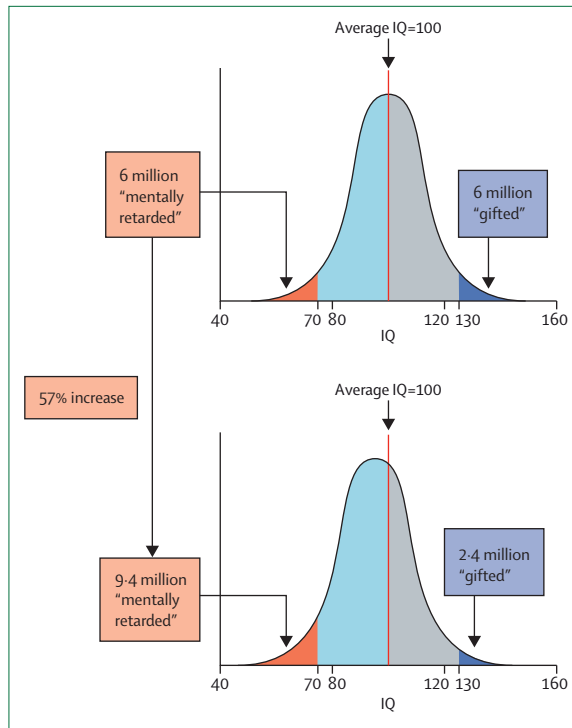 Average IQ=100
6 million
“mentally
retarded”
6 million
“gifted”
40 70 80 120 130 160
IQ
57% increase
Average IQ=100
9·4 million
“mentally
retarded”
2·4 million
“gifted”
40 70 80 120 130 160
IQ